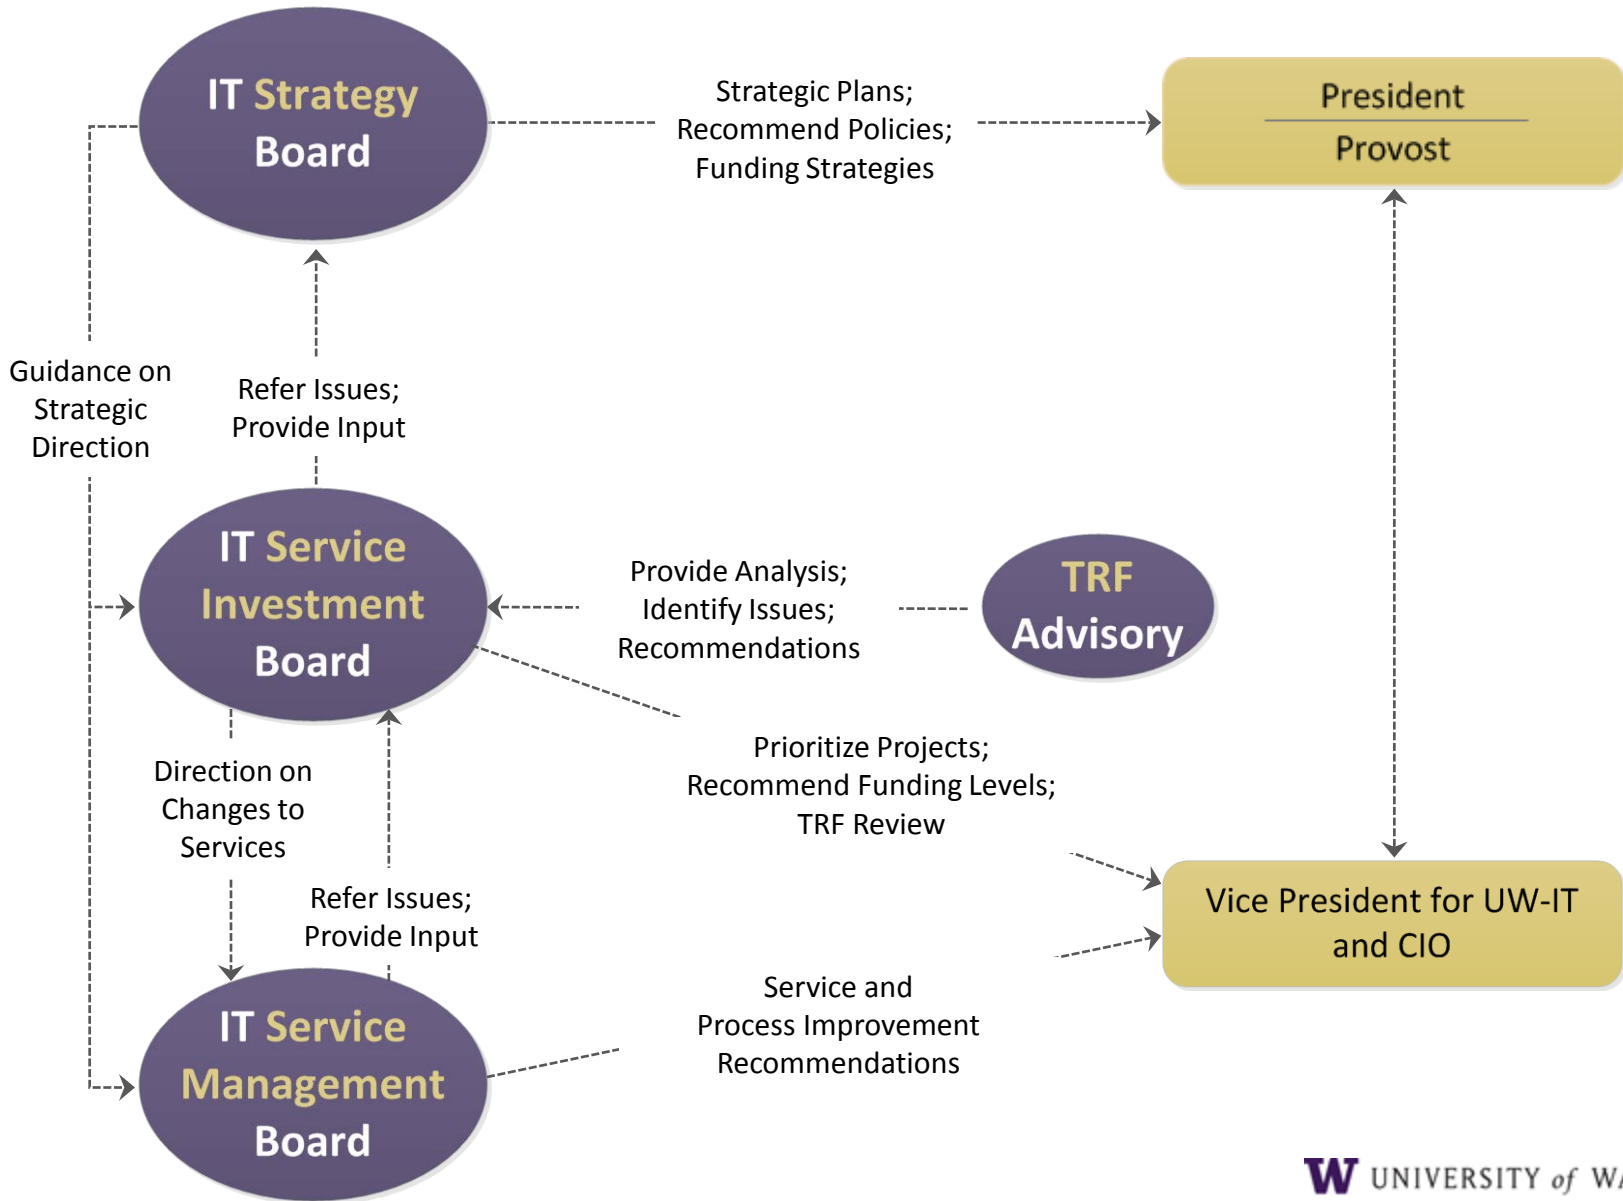 IT Strategy
Board
Strategic Plans;
Recommend Policies;
Funding Strategies
President
Provost
Guidance on
Strategic
Direction
Refer Issues;
Provide Input
IT Service
Investment
Board
Provide Analysis;
Identify Issues;
Recommendations
TRF
Advisory
Direction on
Changes to
Services
Prioritize Projects;
Recommend Funding Levels;
TRF Review
Refer Issues;
Provide Input
Vice President for UW-IT
and CIO
IT Service
Management
Board
Service and
Process Improvement
Recommendations
W UNIVERSITY of